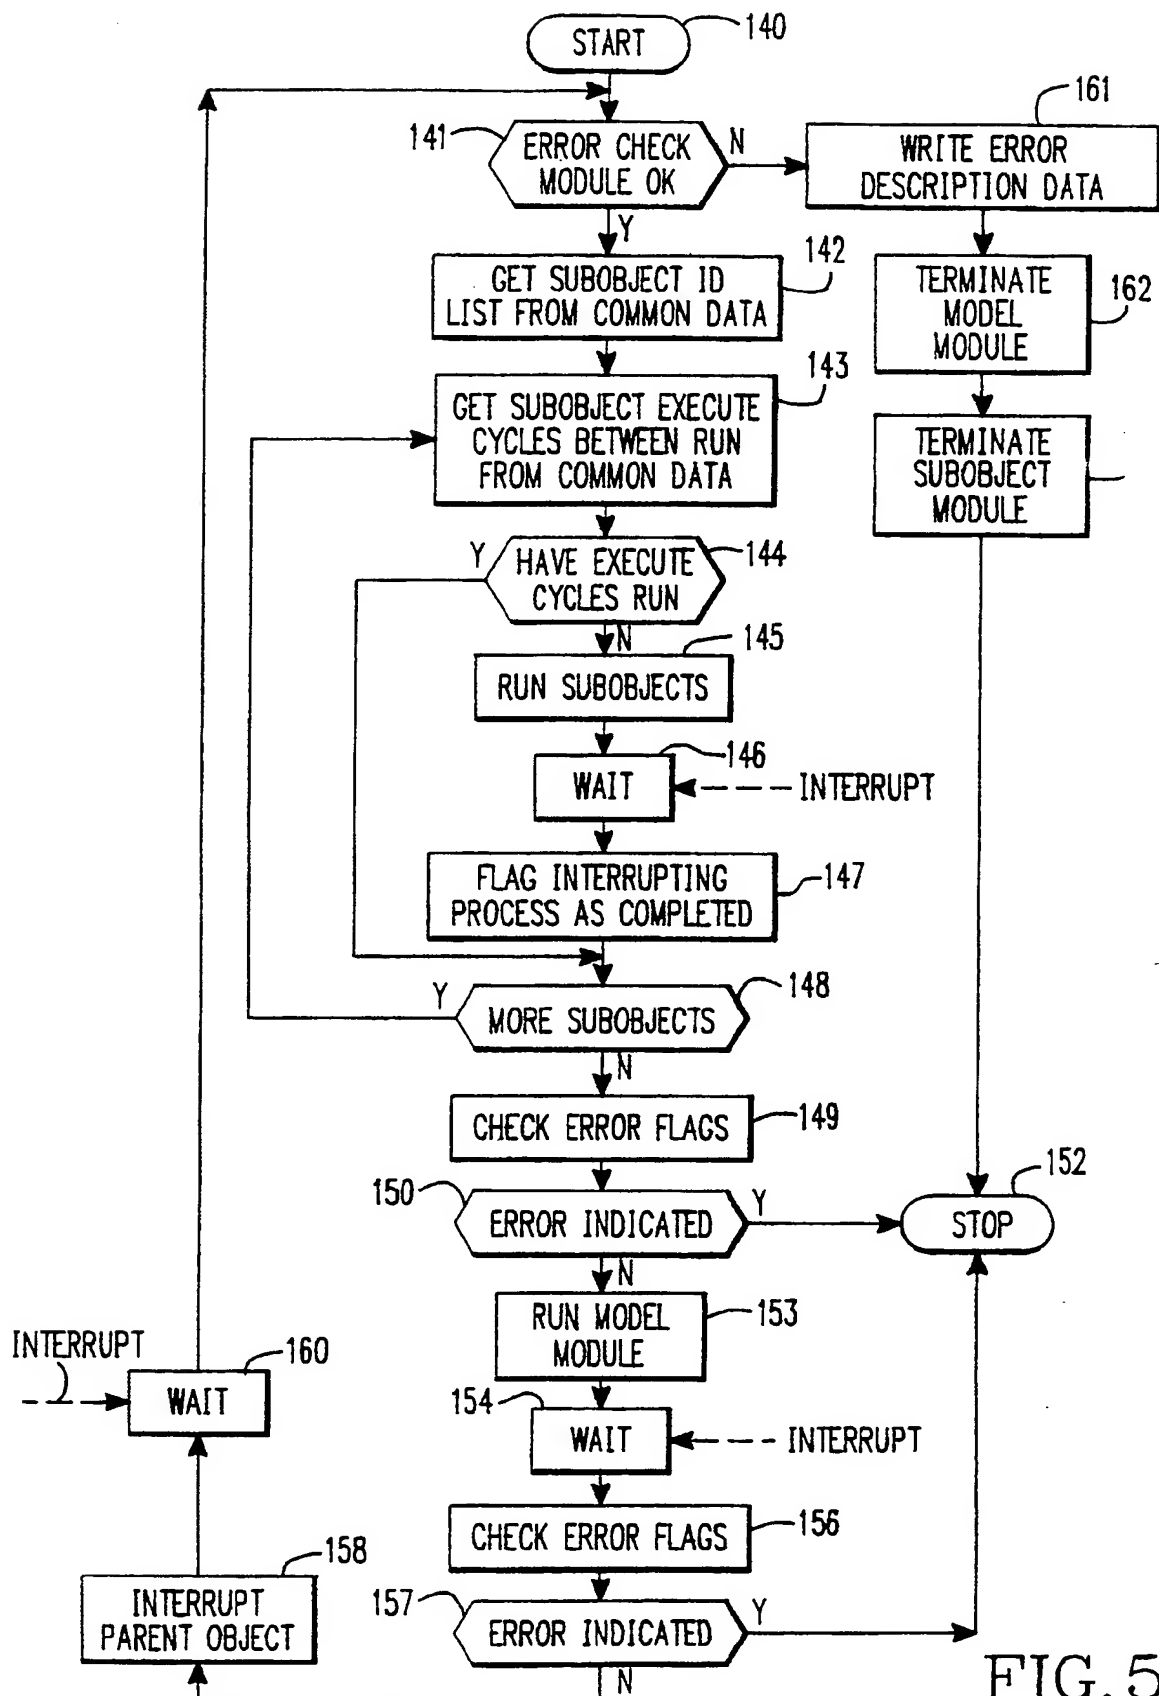 START
140
141
ERROR CHECK
MODULE OK
N
161
WRITE ERROR
DESCRIPTION DATA
Y
142
GET SUBOBJECT ID
LIST FROM COMMON DATA
TERMINATE
MODEL
MODULE
162
143
GET SUBOBJECT EXECUTE
CYCLES BETWEEN RUN
FROM COMMON DATA
TERMINATE
SUBOBJECT
MODULE
Y
HAVE EXECUTE
CYCLES RUN
144
N
145
RUN SUBOBJECTS
146
WAIT
INTERRUPT
FLAG INTERRUPTING
PROCESS AS COMPLETED
147
Y
MORE SUBOBJECTS
148
N
CHECK ERROR FLAGS
149
150
ERROR INDICATED
Y
152
STOP
N
RUN MODEL
MODULE
153
INTERRUPT
160
WAIT
154
WAIT
INTERRUPT
CHECK ERROR FLAGS
156
158
INTERRUPT
PARENT OBJECT
157
ERROR INDICATED
Y
N
FIG. 5